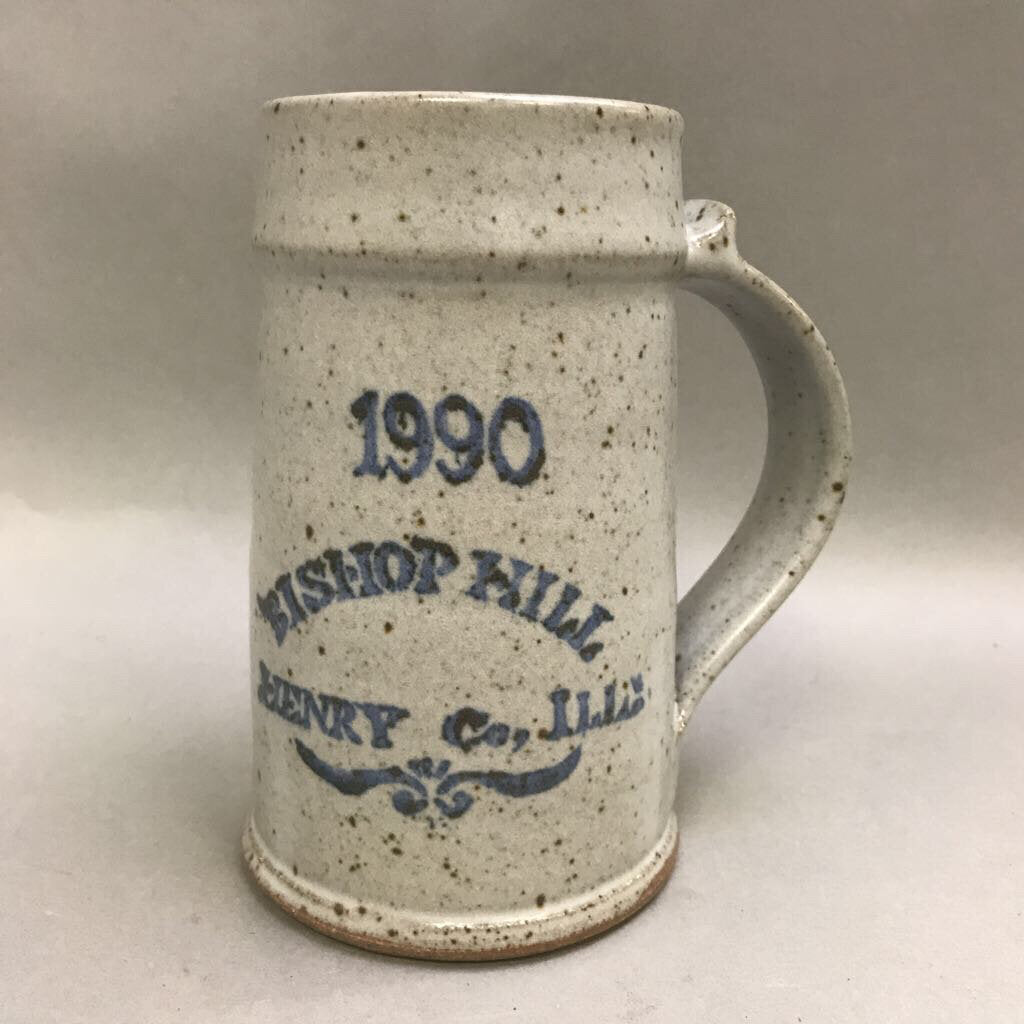 1990
BISHOP HILL
HENRY Co., ILL.